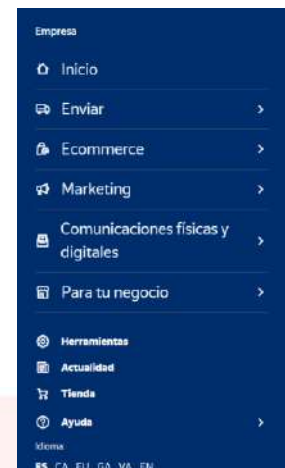 Empresa
Inicio
Enviar
Ecommerce
Marketing
Comunicaciones físicas y
digitales
Para tu negocio
Herramientas
Actualidad
Tienda
Ayuda
Idioma
ES CA EU GA VA EN